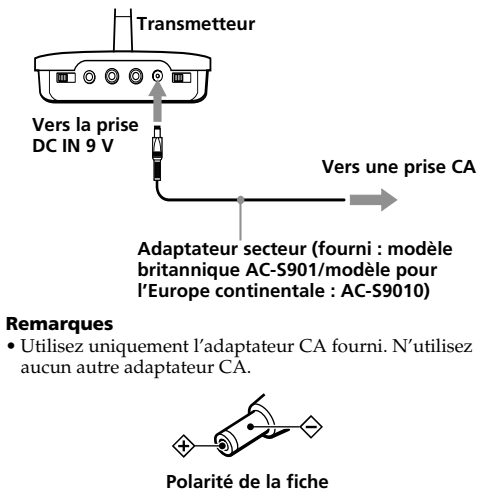 Transmetteur
Vers la prise
DC IN 9 V
Vers une prise CA
Adaptateur secteur (fourni : modèle
britannique AC-S901/modèle pour
l’Europe continentale : AC-S9010)
Remarques
• Utilisez uniquement l’adaptateur CA fourni. N’utilisez
aucun autre adaptateur CA.
+
−
Polarité de la fiche